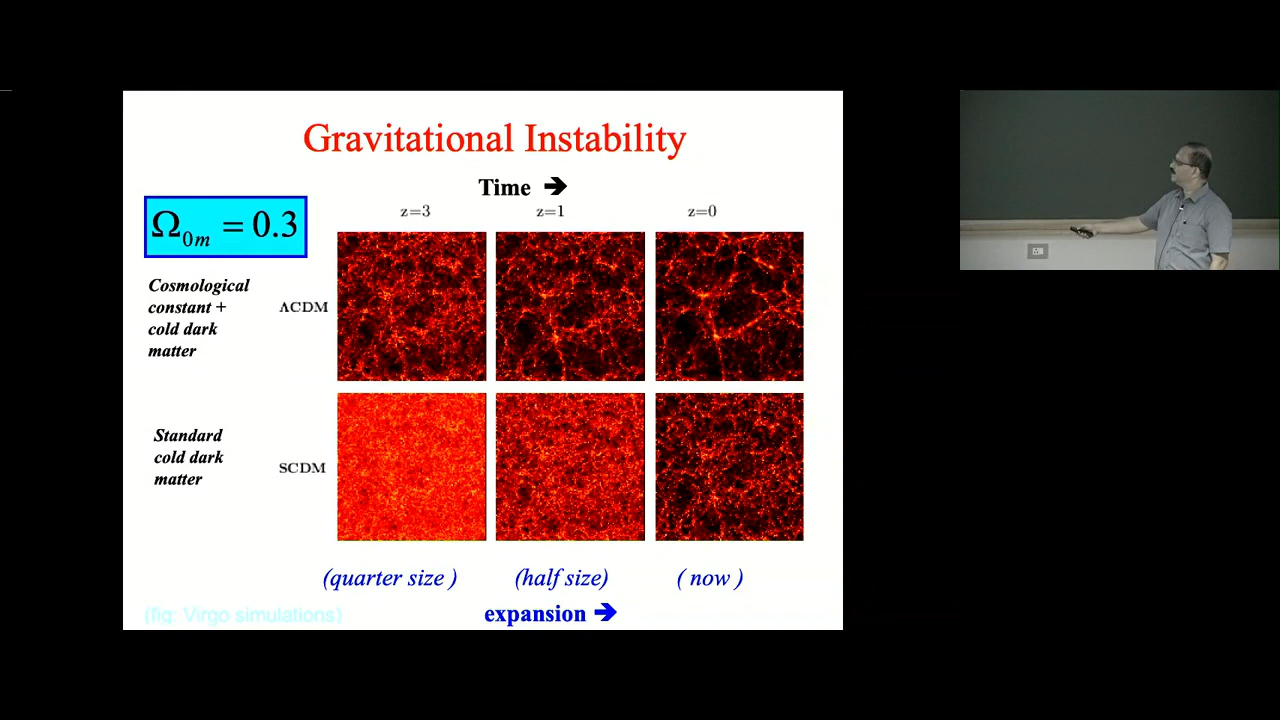 Gravitational Instability
Time ➔
z=3 z=1 z=0
Ω0m = 0.3
Cosmological
constant +
cold dark
matter
ΛCDM
Standard
cold dark
matter
SCDM
(quarter size ) (half size) ( now )
(fig: Virgo simulations)
expansion ➔